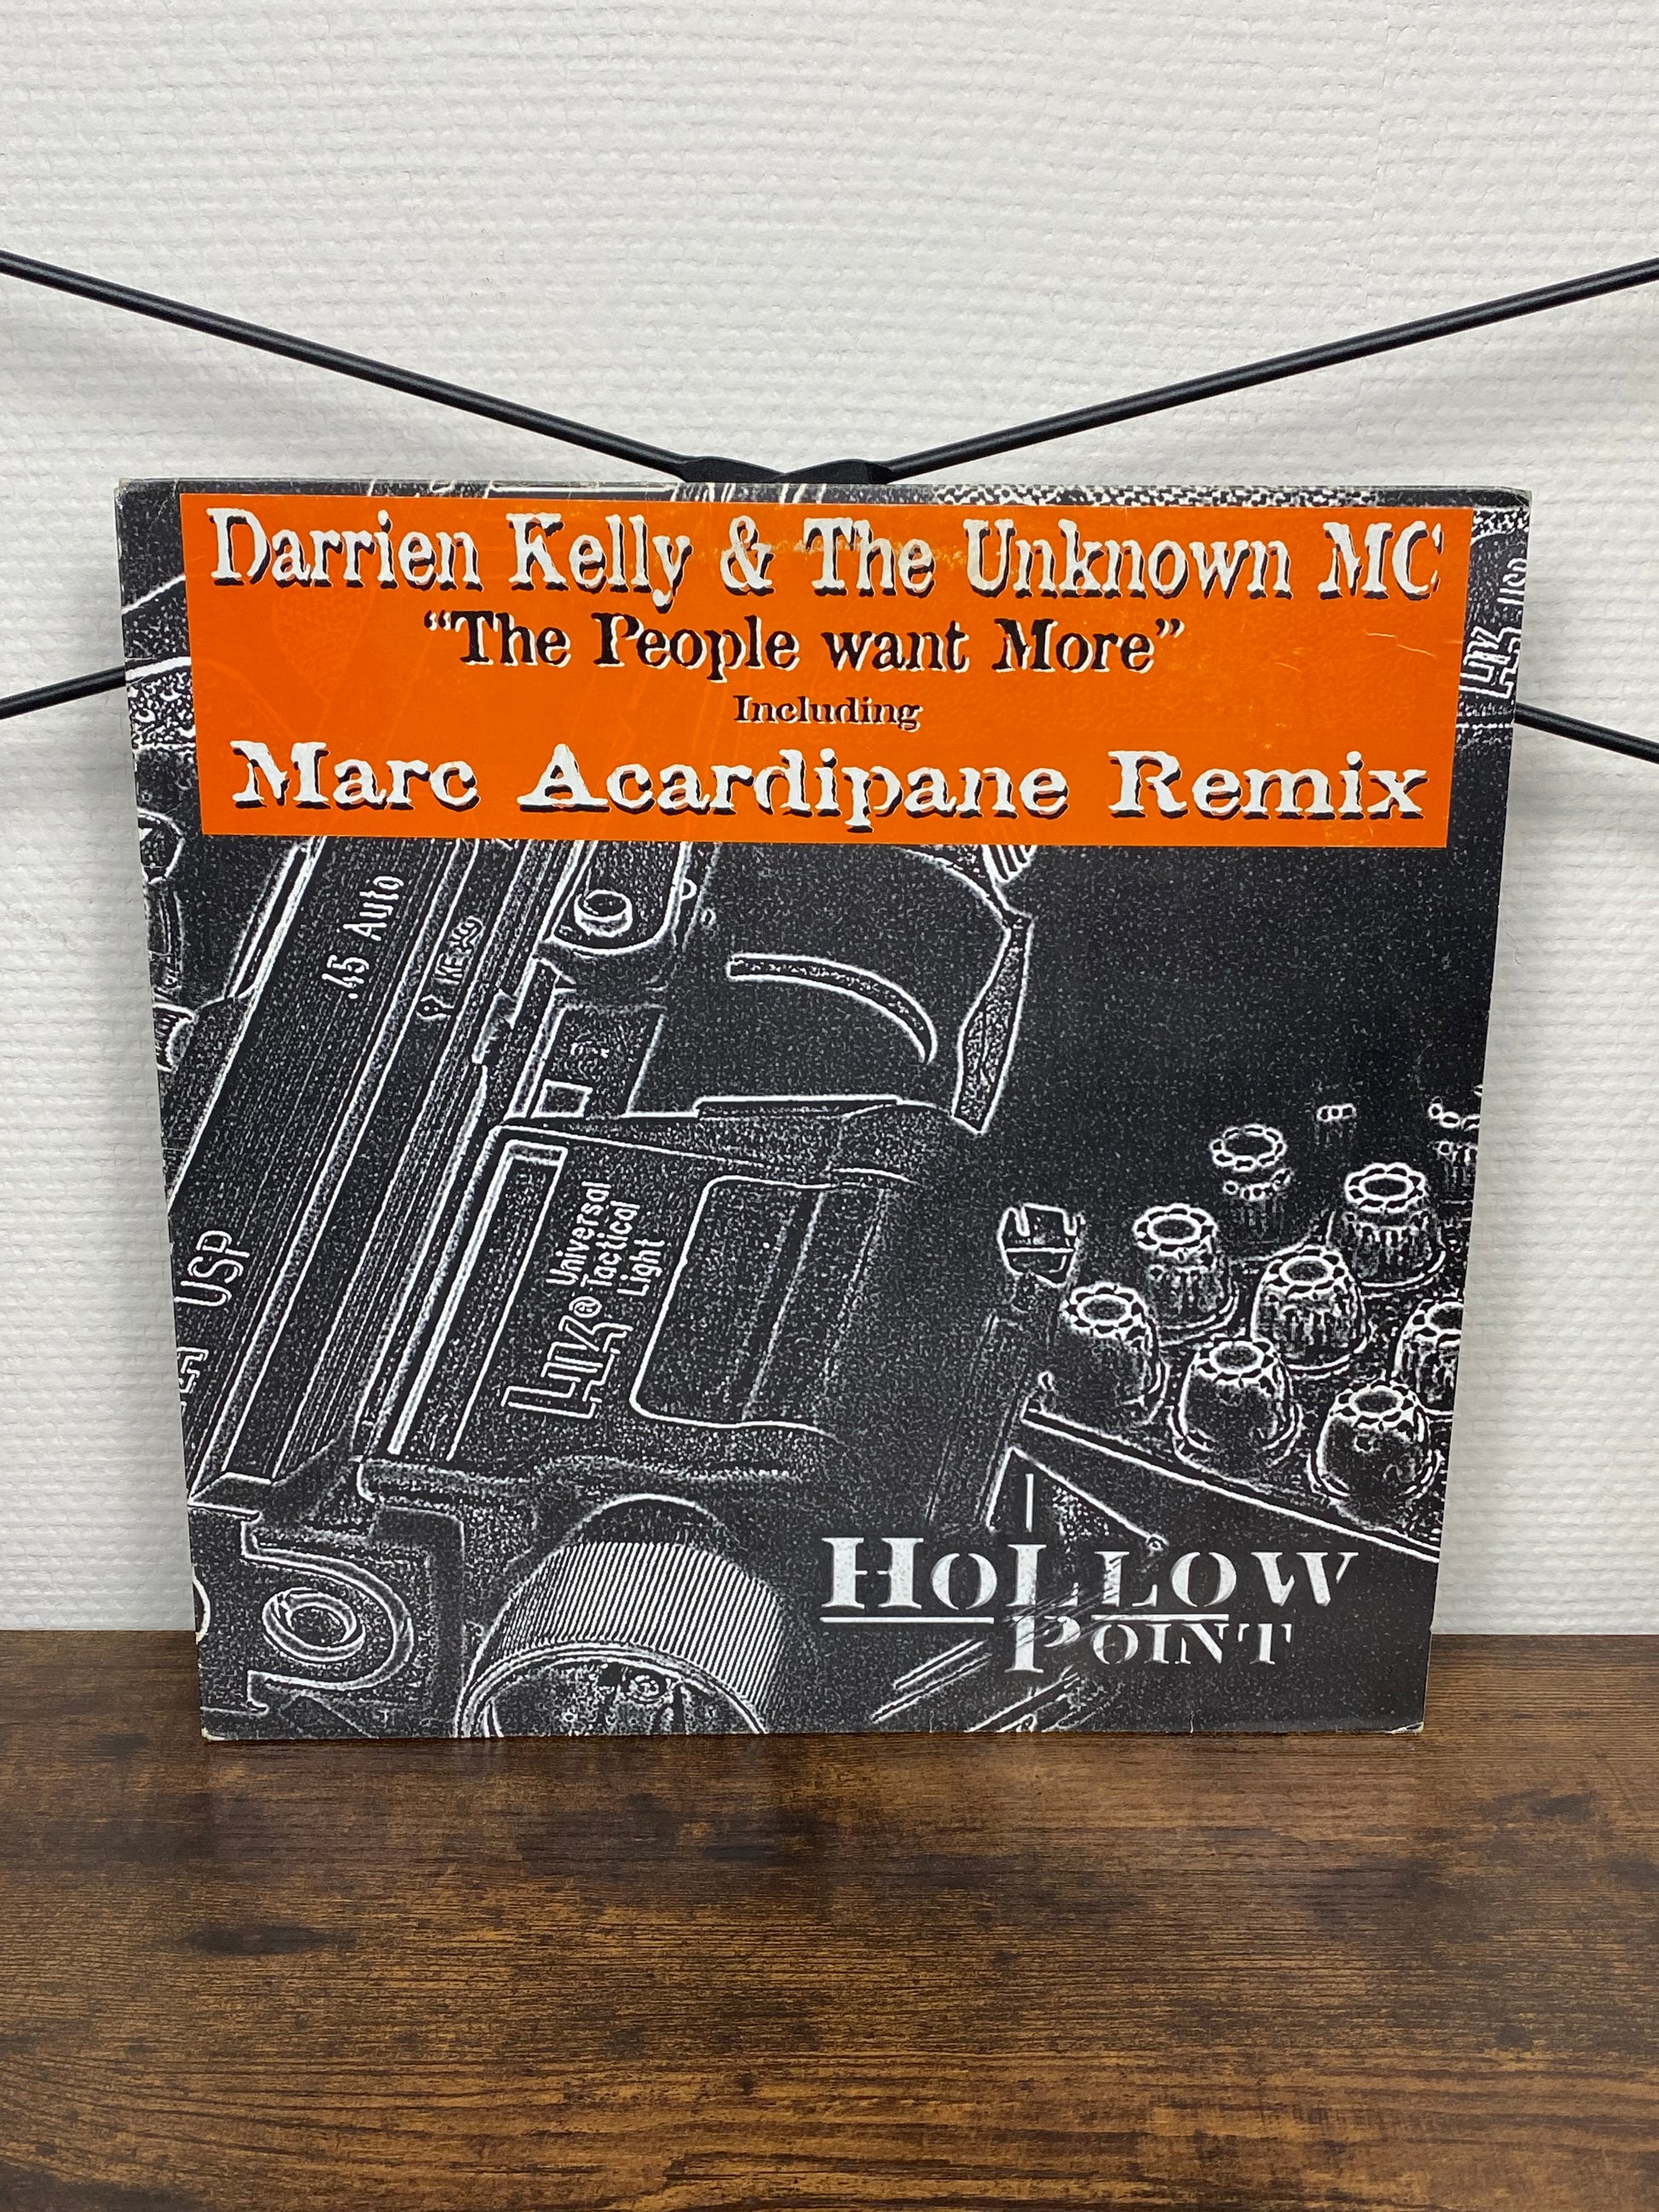 Darrien Kelly & The Unknown MC
“The People want More”
Including
Marc Acardipane Remix
.45 Auto
USP
Universal
Tactical
Light
HOLLOW
POINT